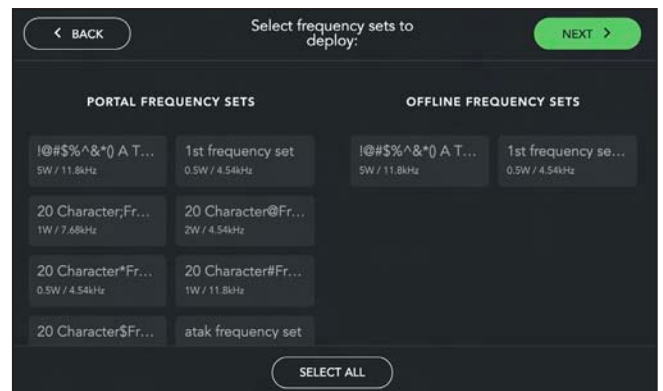 < BACK
Select frequency sets to
deploy:
NEXT >
PORTAL FREQUENCY SETS
!@#$%^&*() A T...
5W / 11.8kHz
1st frequency set
0.5W / 4.54kHz
20 Character;Fr...
1W / 7.68kHz
20 Character@Fr...
2W / 4.54kHz
20 Character*Fr...
0.5W / 4.54kHz
20 Character#Fr...
1W / 11.8kHz
20 Character$Fr...
atak frequency set
OFFLINE FREQUENCY SETS
!@#$%^&*() A T...
5W / 11.8kHz
1st frequency se...
0.5W / 4.54kHz
SELECT ALL